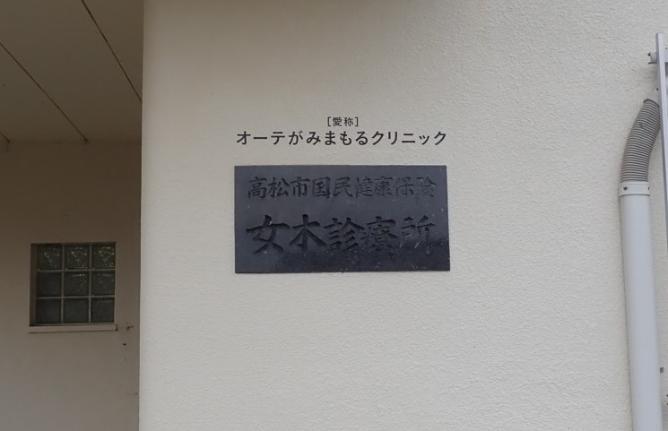 [愛称]
オーテがみまもるクリニック
高松市国民健康保険
女木診療所